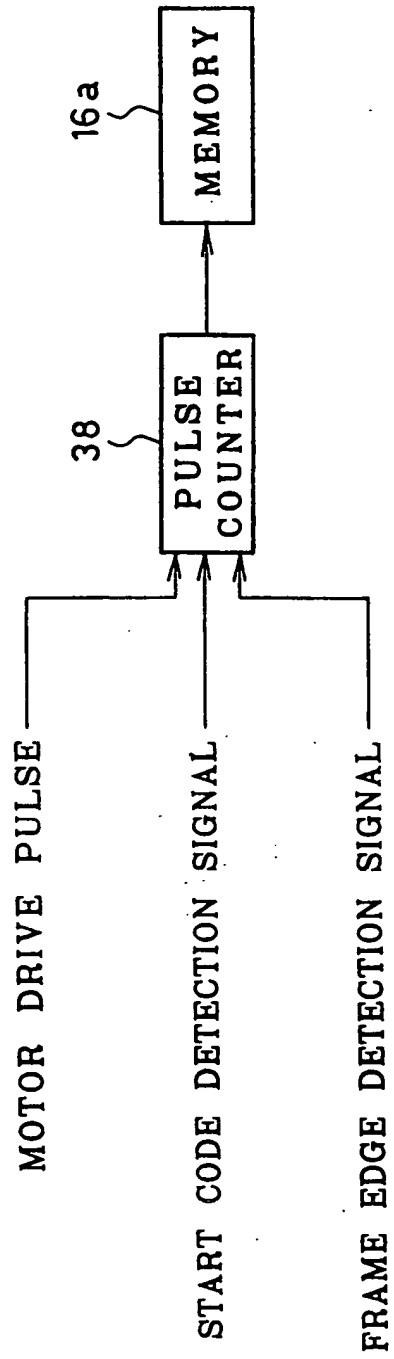 MOTOR DRIVE PULSE
START CODE DETECTION SIGNAL
FRAME EDGE DETECTION SIGNAL
38
PULSE
COUNTER
16a
MEMORY